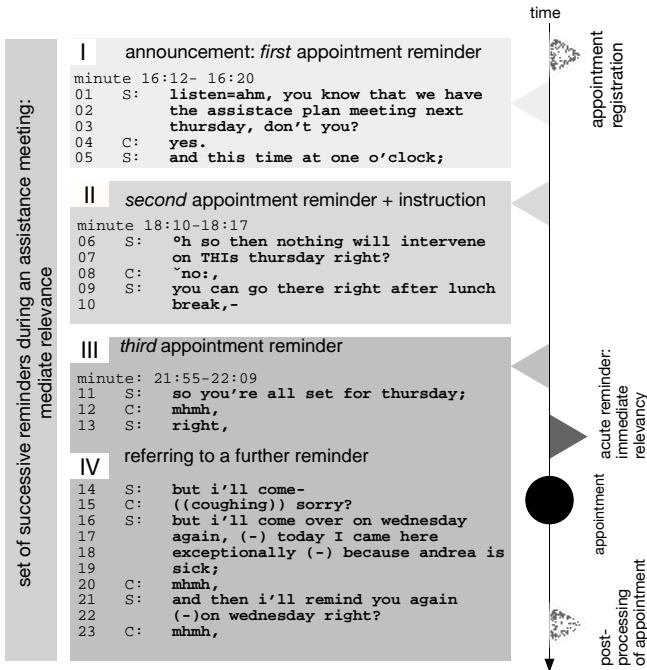 time
set of successive reminders during an assistance meeting:
mediate relevance
I announcement: first appointment reminder
minute 16:12- 16:20
01 S: listen=ahm, you know that we have
02 the assistace plan meeting next
03 thursday, don't you?
04 C: yes.
05 S: and this time at one o'clock;
II second appointment reminder + instruction
minute 18:10-18:17
06 S: °h so then nothing will intervene
07 on THIs thursday right?
08 C: ˇno:,
09 S: you can go there right after lunch
10 break,-
III third appointment reminder
minute: 21:55-22:09
11 S: so you're all set for thursday;
12 C: mhmh,
13 S: right,
IV referring to a further reminder
14 S: but i'll come-
15 C: ((coughing)) sorry?
16 S: but i'll come over on wednesday
17 again, (-) today I came here
18 exceptionally (-) because andrea is
19 sick;
20 C: mhmh,
21 S: and then i'll remind you again
22 (-)on wednesday right?
23 C: mhmh,
appointment
registration
acute reminder:
immediate
relevancy
appointment
post-
processing
of appointment